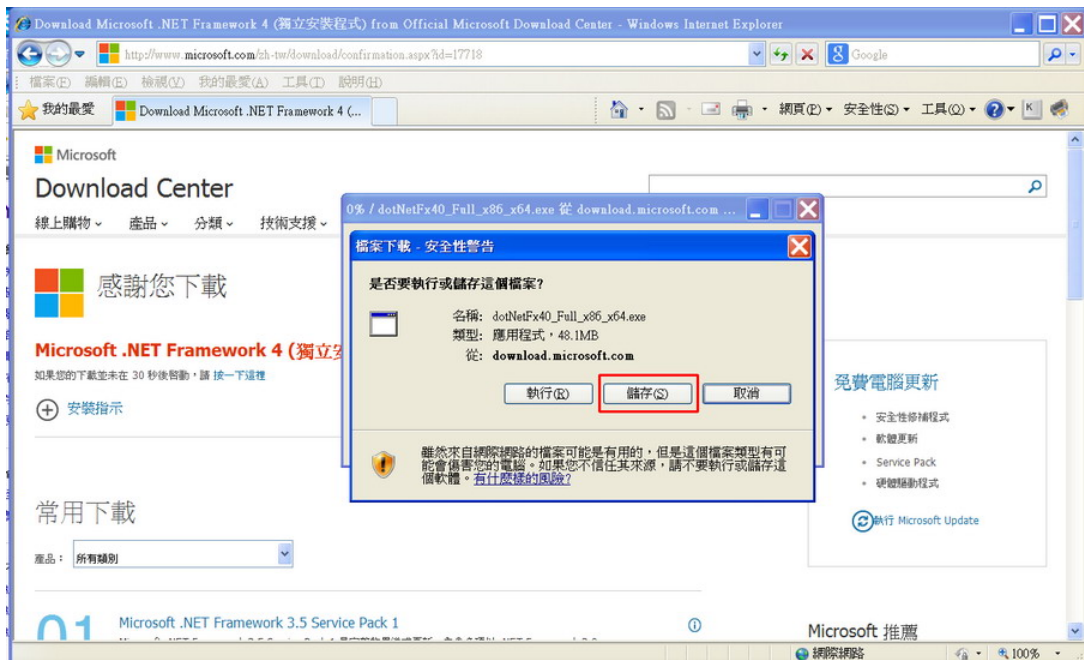 Download Microsoft .NET Framework 4 (獨立安裝程式) from Official Microsoft Download Center - Windows Internet Explorer
http://www.microsoft.com/zh-tw/download/confirmation.aspx?id=17718
Google
檔案(F) 編輯(E) 檢視(V) 我的最愛(A) 工具(T) 說明(H)
我的最愛
Download Microsoft .NET Framework 4 (...
網頁(P) 安全性(S) 工具(O)
Microsoft
Download Center
線上購物 產品 分類 技術支援
0% / dotNetFx40_Full_x86_x64.exe 從 download.microsoft.com ...
檔案下載 - 安全性警告
是否要執行或儲存這個檔案?
名稱: dotNetFx40_Full_x86_x64.exe
類型: 應用程式,48.1MB
從: download.microsoft.com
執行(R) 儲存(S) 取消
雖然來自網際網路的檔案可能是有用的,但是這個檔案類型有可
能會傷害您的電腦。如果您不信任其來源,請不要執行或儲存這
個軟體。有什麼樣的風險?
感謝您下載
Microsoft .NET Framework 4 (獨立安
如果您的下載並未在 30 秒後啟動,請 按一下這裡
安裝指示
免費電腦更新
安全性修補程式
軟體更新
Service Pack
硬體驅動程式
執行 Microsoft Update
常用下載
產品: 所有類別
01
Microsoft .NET Framework 3.5 Service Pack 1
Microsoft 推薦
網際網路
100%